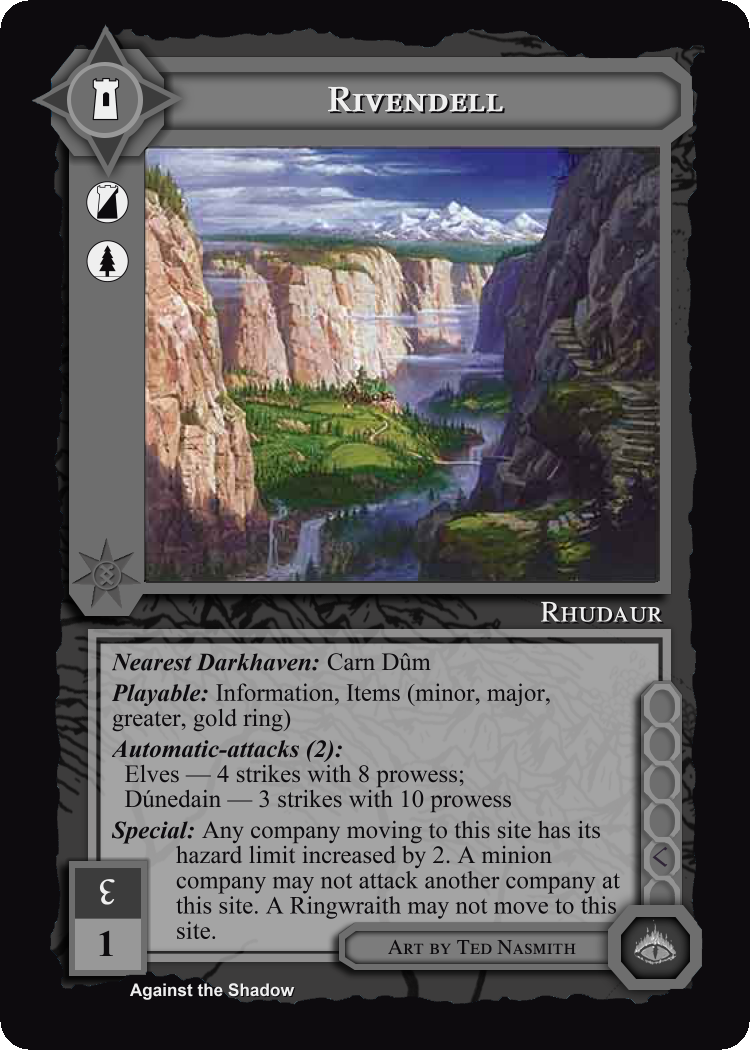 Rivendell
Rhudaur
Nearest Darkhaven: Carn Dûm
Playable: Information, Items (minor, major,
greater, gold ring)
Automatic-attacks (2):
Elves — 4 strikes with 8 prowess;
Dúnedain — 3 strikes with 10 prowess
Special: Any company moving to this site has its
hazard limit increased by 2. A minion
company may not attack another company at
this site. A Ringwraith may not move to this
site.
1
Art by Ted Nasmith
Against the Shadow